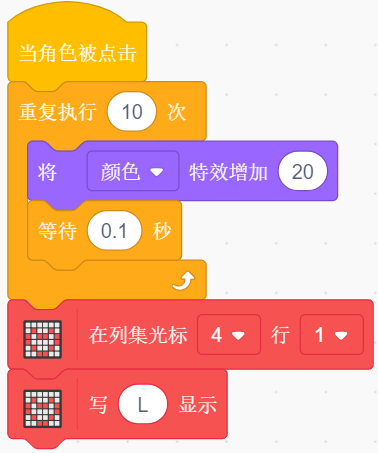 当角色被点击
重复执行 10 次
将 颜色 特效增加 20
等待 0.1 秒
在列集光标 4 行 1
写 L 显示